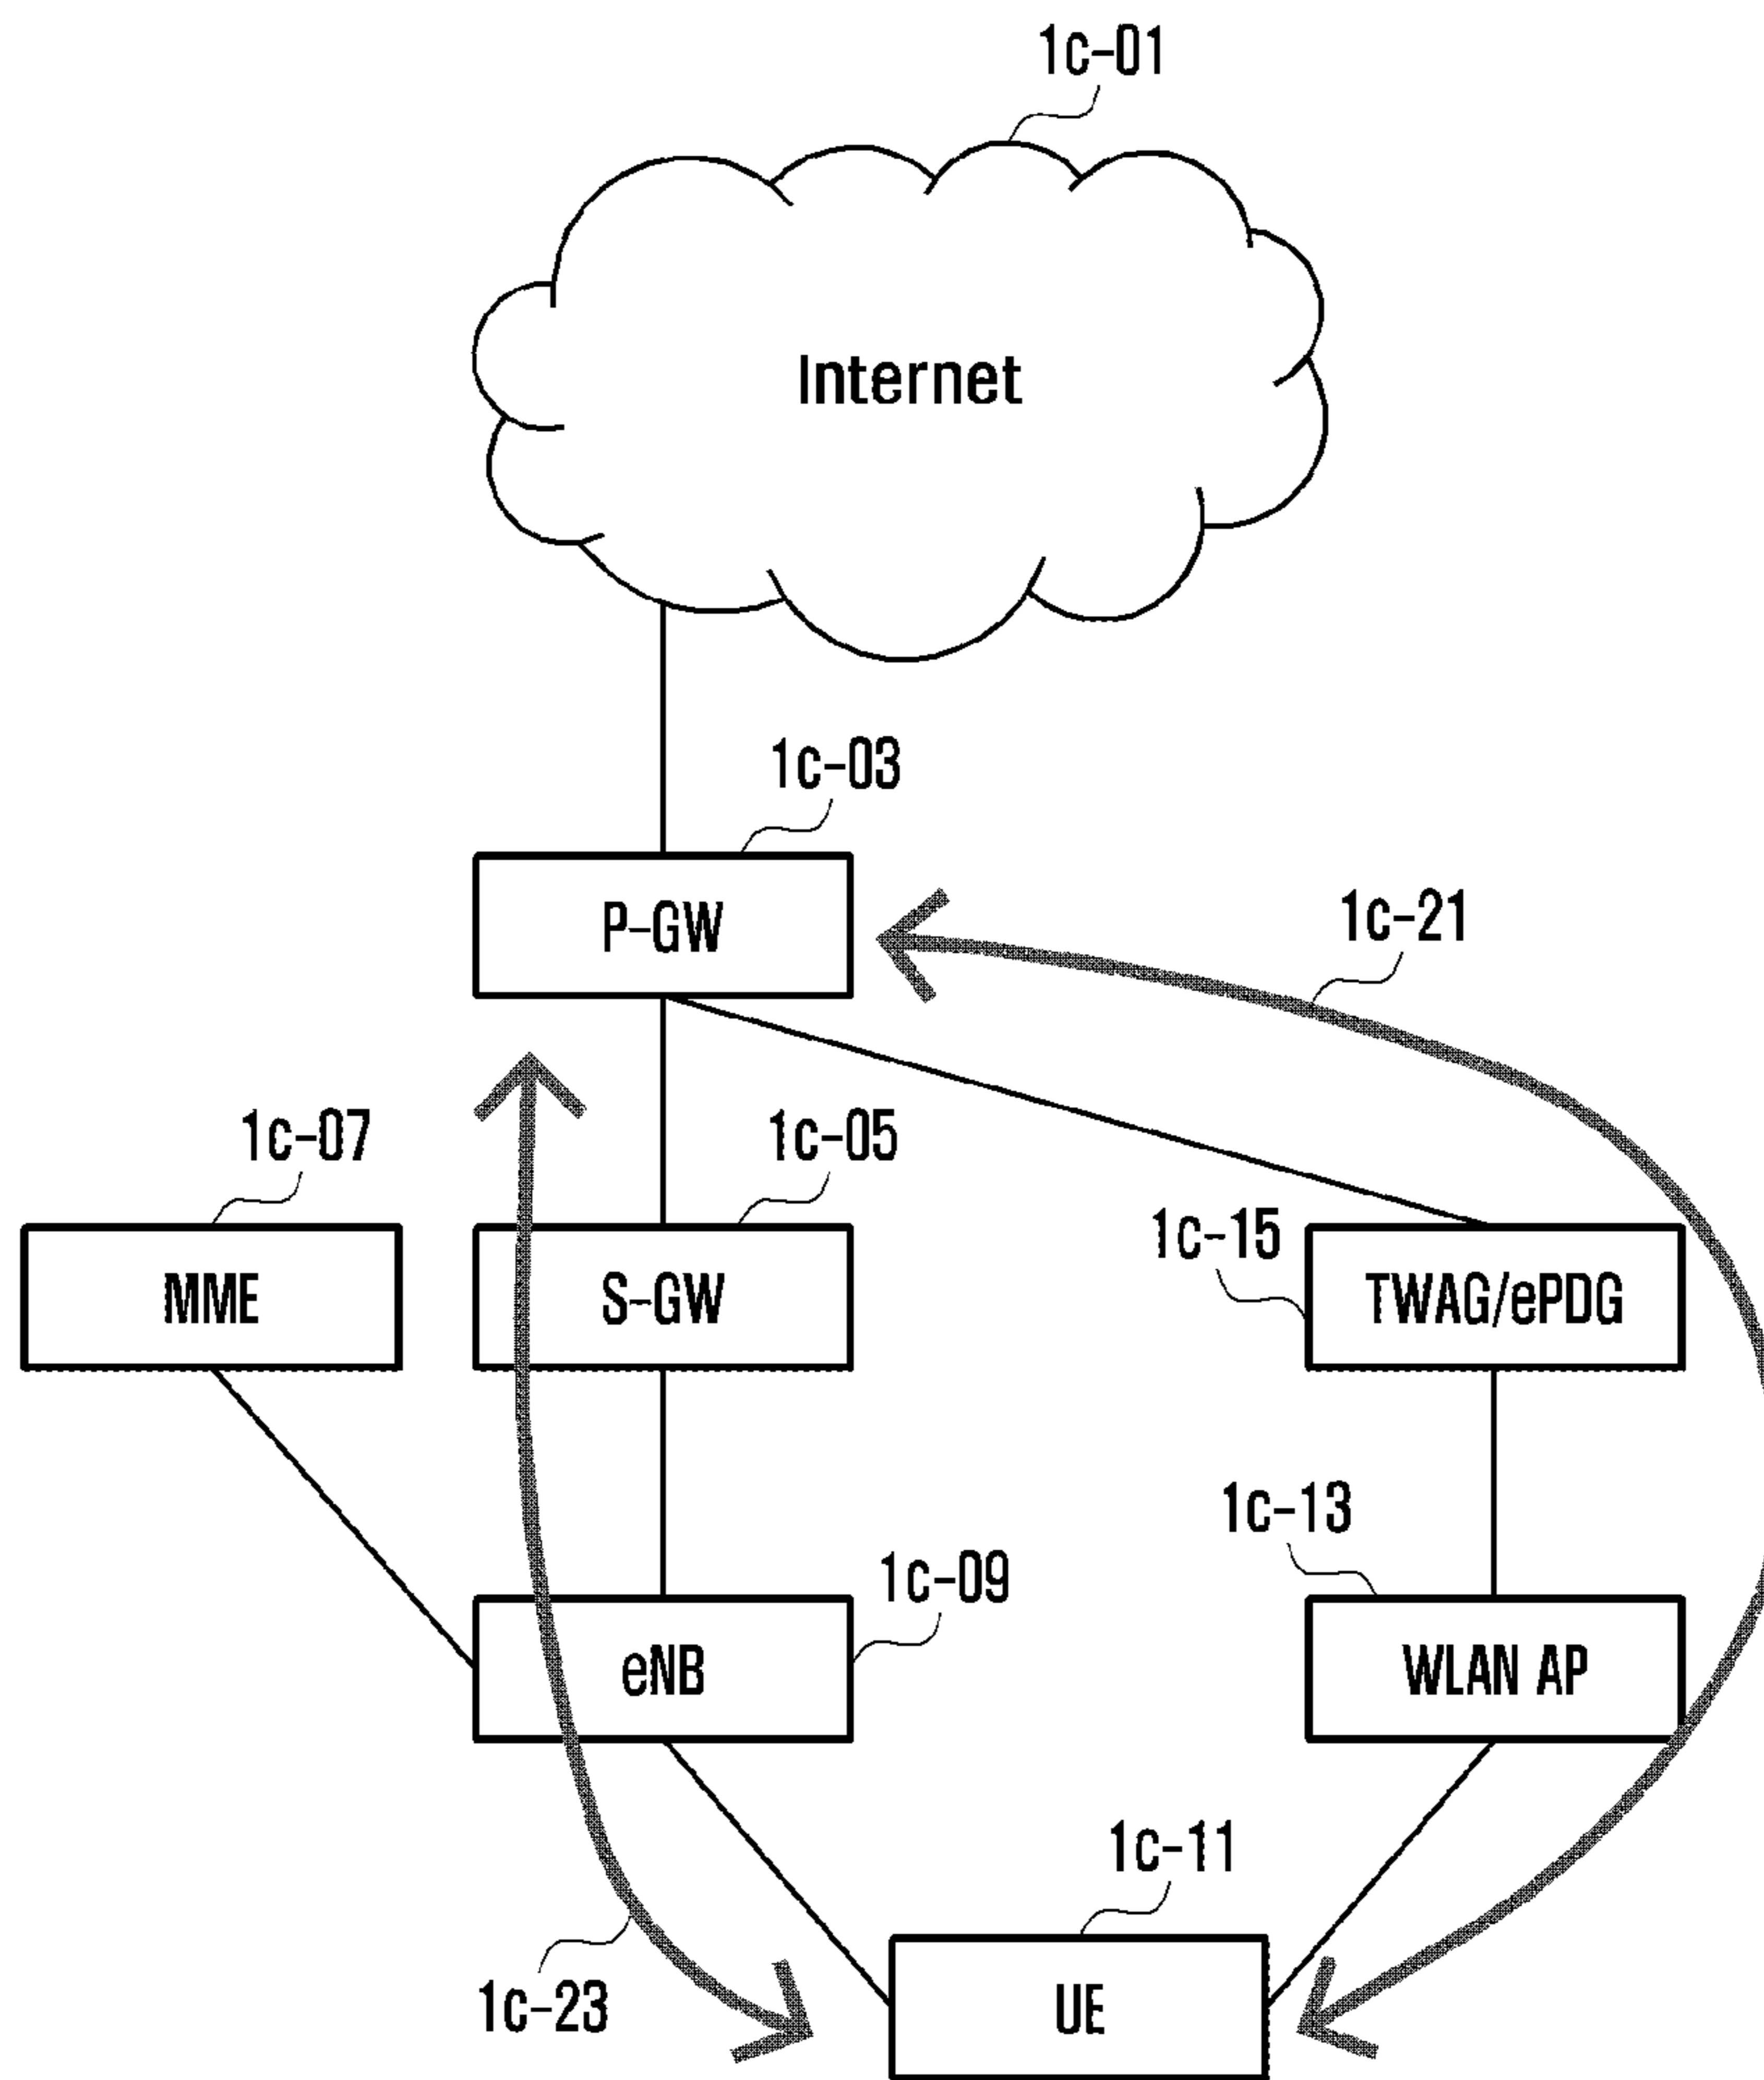 1c-01
Internet
1c-03
P-GW
1c-21
1c-07
1c-05
1c-15
MME
S-GW
TWAG/ePDG
1c-13
1c-09
eNB
WLAN AP
1c-11
1c-23
UE